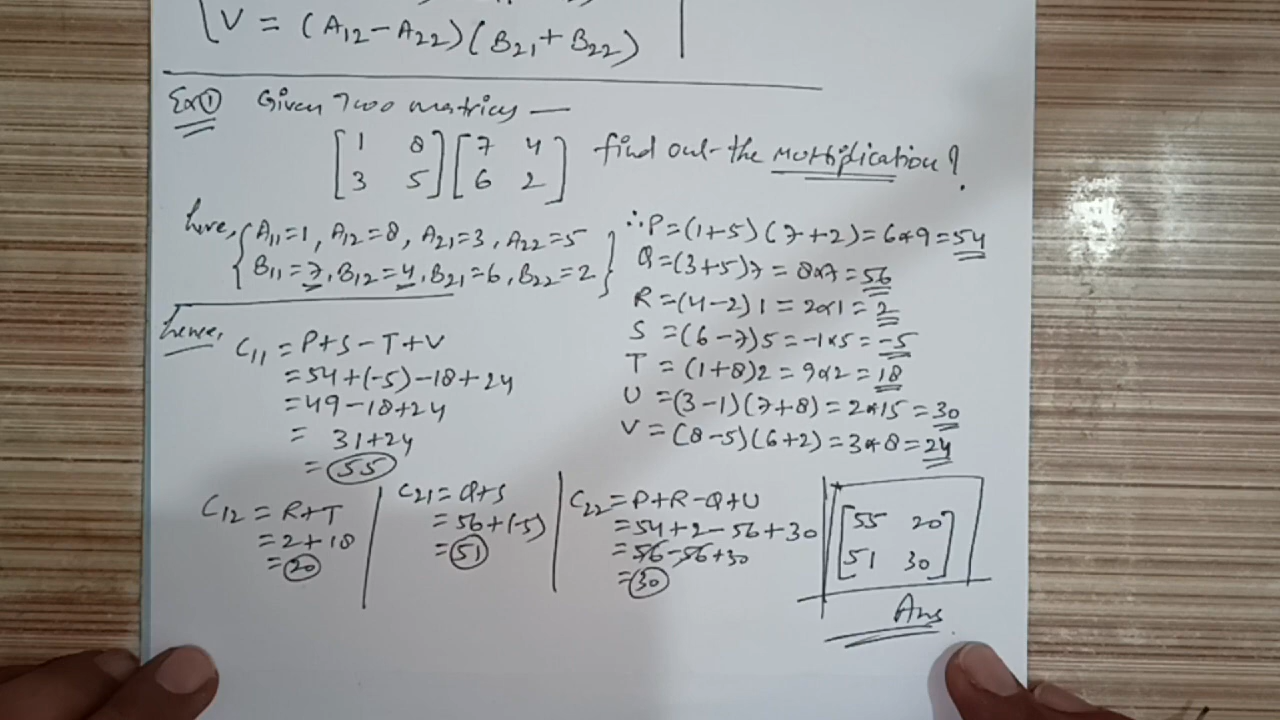 V = (A12-A22)(B21+B22)
Ex① Given Two matrices —
[1 8
3 5] [7 4
6 2] find out the multiplication?
here, {A11=1, A12=8, A21=3, A22=5
B11=7, B12=4, B21=6, B22=2}
∴P=(1+5)(7+2)=6*9=54
Q=(3+5)7=8*7=56
R=(4-2)1=2*1=2
S=(6-7)5=-1*5=-5
T=(1+8)2=9*2=18
U=(3-1)(7+8)=2*15=30
V=(8-5)(6+2)=3*8=24
hence,
C11=P+S-T+V
=54+(-5)-18+24
=49-18+24
=31+24
=55
C12=R+T
=2+18
=20
C21=Q+S
=56+(-5)
=51
C22=P+R-Q+U
=54+2-56+30
=56-56+30
=30
[55 20
51 30]
Ans